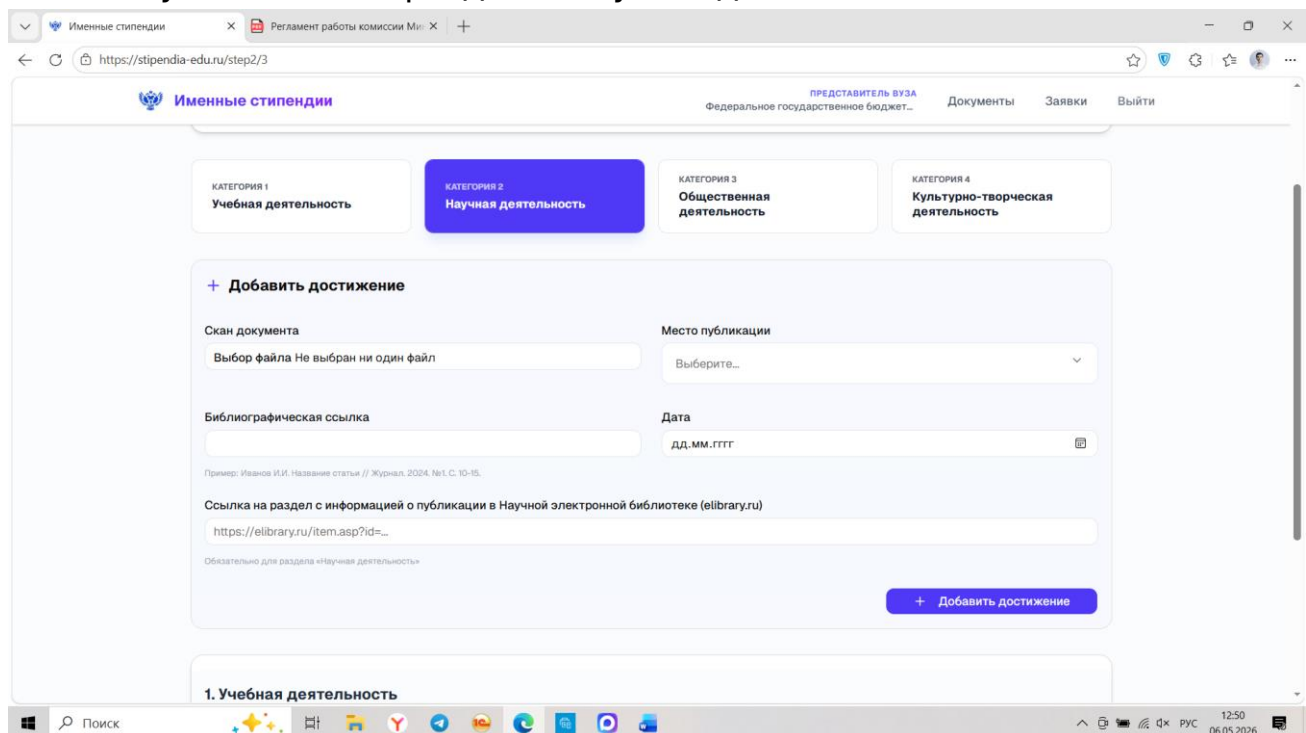 Именные стипендии
Регламент работы комиссии Ми
https://stipendia-edu.ru/step2/3
Именные стипендии
ПРЕДСТАВИТЕЛЬ ВУЗА
Федеральное государственное бюджет...
Документы
Заявки
Выйти
КАТЕГОРИЯ 1
Учебная деятельность
КАТЕГОРИЯ 2
Научная деятельность
КАТЕГОРИЯ 3
Общественная
деятельность
КАТЕГОРИЯ 4
Культурно-творческая
деятельность
+ Добавить достижение
Скан документа
Выбор файла Не выбран ни один файл
Место публикации
Выберите...
Библиографическая ссылка
Пример: Иванов И.И. Название статьи // Журнал. 2024. №1. С. 10-15.
Дата
дд.мм.гггг
Ссылка на раздел с информацией о публикации в Научной электронной библиотеке (elibrary.ru)
https://elibrary.ru/item.asp?id=...
Обязательно для раздела «Научная деятельность»
+ Добавить достижение
1. Учебная деятельность
Поиск
РУС
12:50
06.05.2026